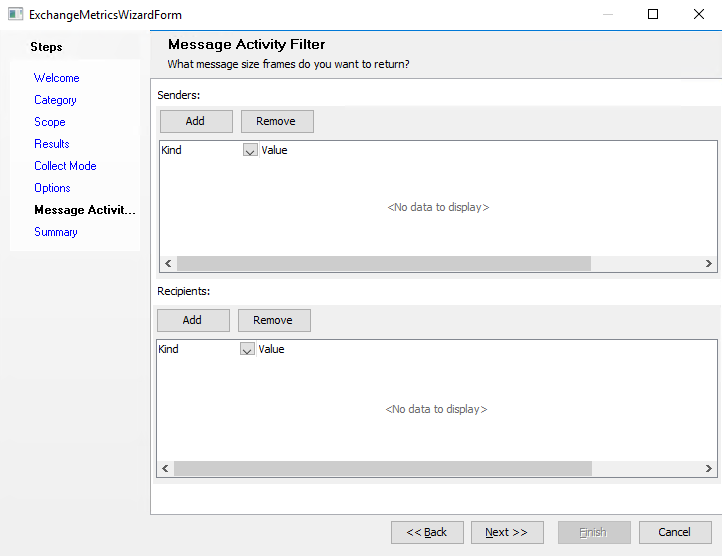 ExchangeMetricsWizardForm
Steps
Welcome
Category
Scope
Results
Collect Mode
Options
Message Activit...
Summary
Message Activity Filter
What message size frames do you want to return?
Senders:
Add Remove
Kind Value
<No data to display>
Recipients:
Add Remove
Kind Value
<No data to display>
<< Back Next >> Finish Cancel